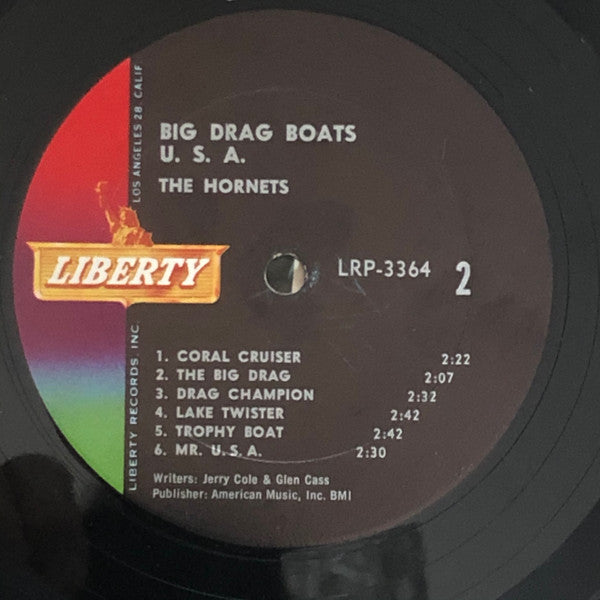 BIG DRAG BOATS
U. S. A.
THE HORNETS
LOS ANGELES 28, CALIF
LIBERTY
LRP-3364 2
LIBERTY RECORDS, INC.
1. CORAL CRUISER 2:22
2. THE BIG DRAG 2:07
3. DRAG CHAMPION 2:32
4. LAKE TWISTER 2:42
5. TROPHY BOAT 2:42
6. MR. U.S.A. 2:30
Writers: Jerry Cole & Glen Cass
Publisher: American Music, Inc. BMI